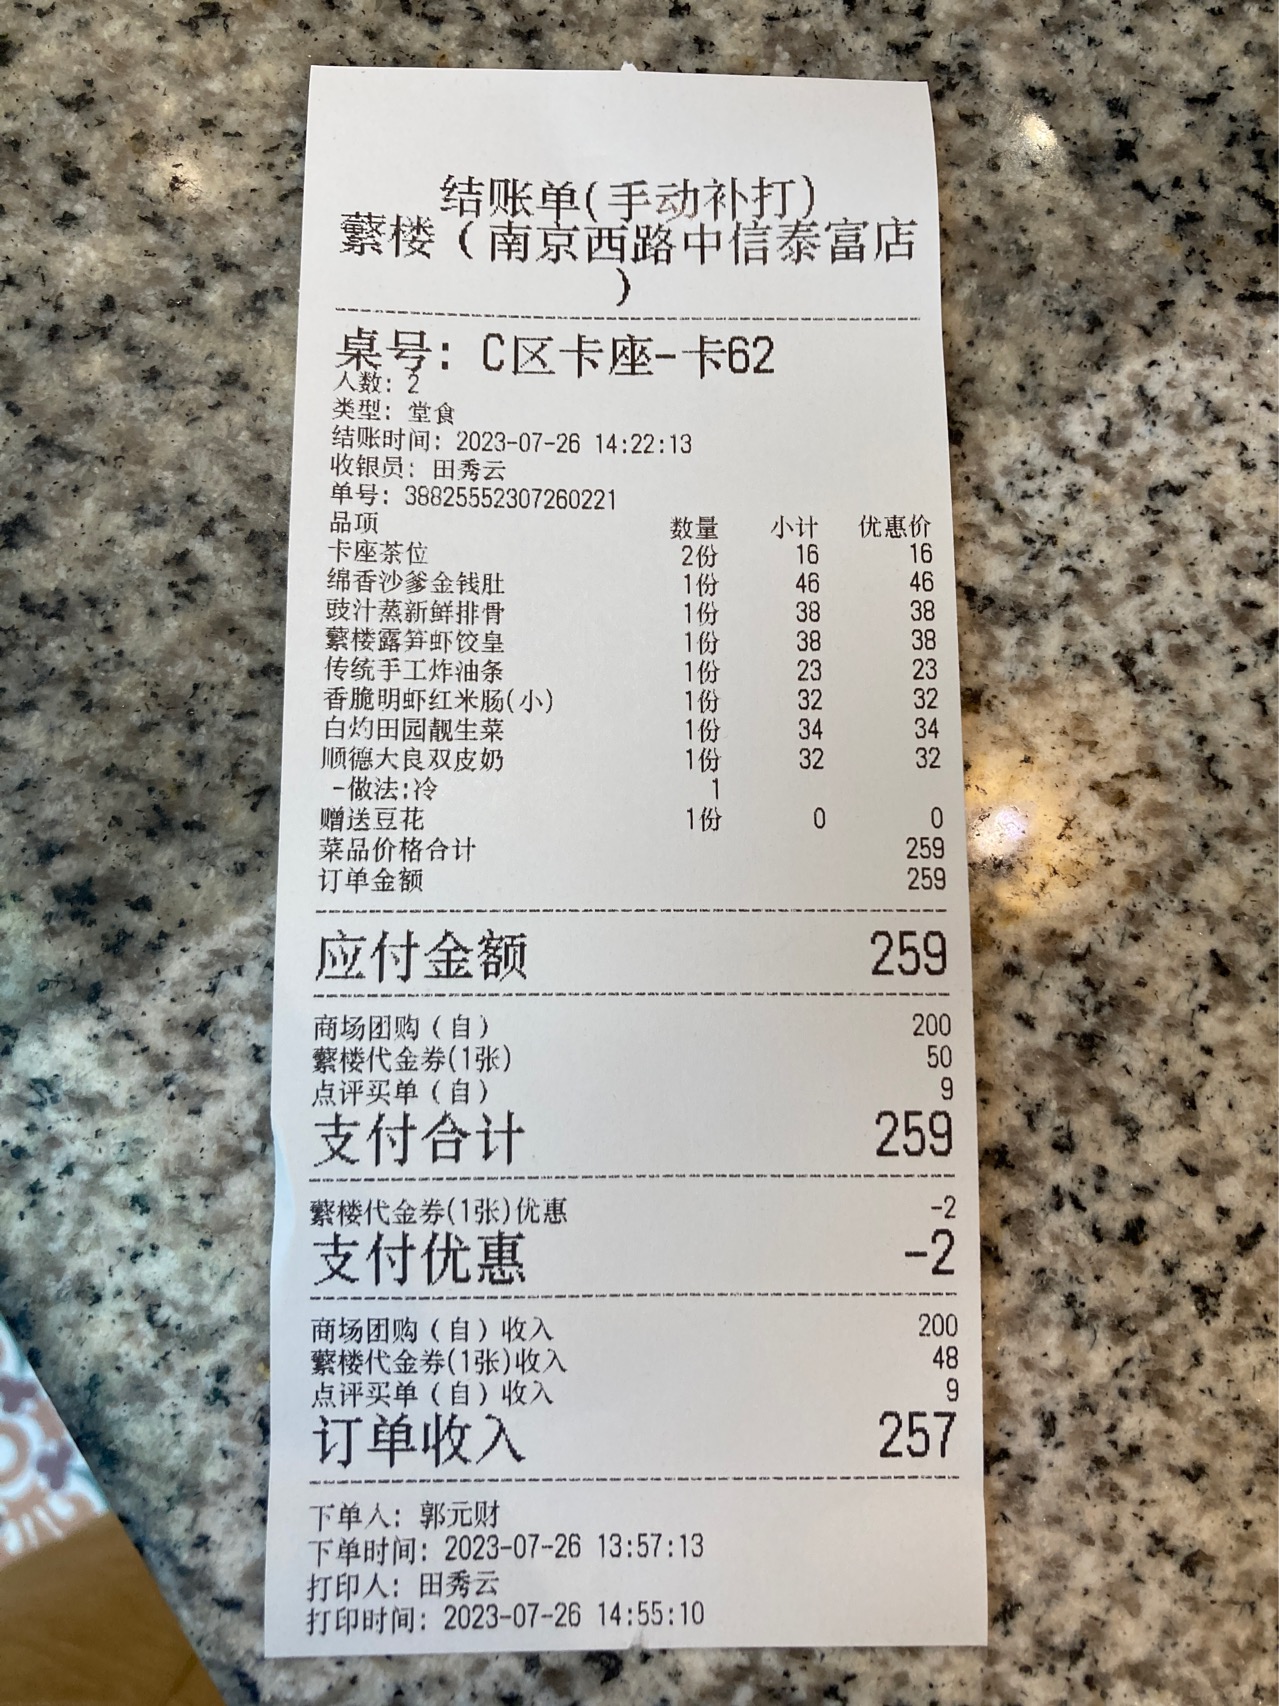 结账单(手动补打)
蘩楼（南京西路中信泰富店
）
桌号: C区卡座-卡62
人数: 2
类型: 堂食
结账时间: 2023-07-26 14:22:13
收银员: 田秀云
单号: 38825552307260221
品项 数量 小计 优惠价
卡座茶位 2份 16 16
绵香沙爹金钱肚 1份 46 46
豉汁蒸新鲜排骨 1份 38 38
蘩楼露笋虾饺皇 1份 38 38
传统手工炸油条 1份 23 23
香脆明虾红米肠(小) 1份 32 32
白灼田园靓生菜 1份 34 34
顺德大良双皮奶 1份 32 32
-做法:冷 1
赠送豆花 1份 0 0
菜品价格合计 259
订单金额 259
应付金额 259
商场团购（自） 200
蘩楼代金券(1张) 50
点评买单（自） 9
支付合计 259
蘩楼代金券(1张)优惠 -2
支付优惠 -2
商场团购（自）收入 200
蘩楼代金券(1张)收入 48
点评买单（自）收入 9
订单收入 257
下单人: 郭元财
下单时间: 2023-07-26 13:57:13
打印人: 田秀云
打印时间: 2023-07-26 14:55:10